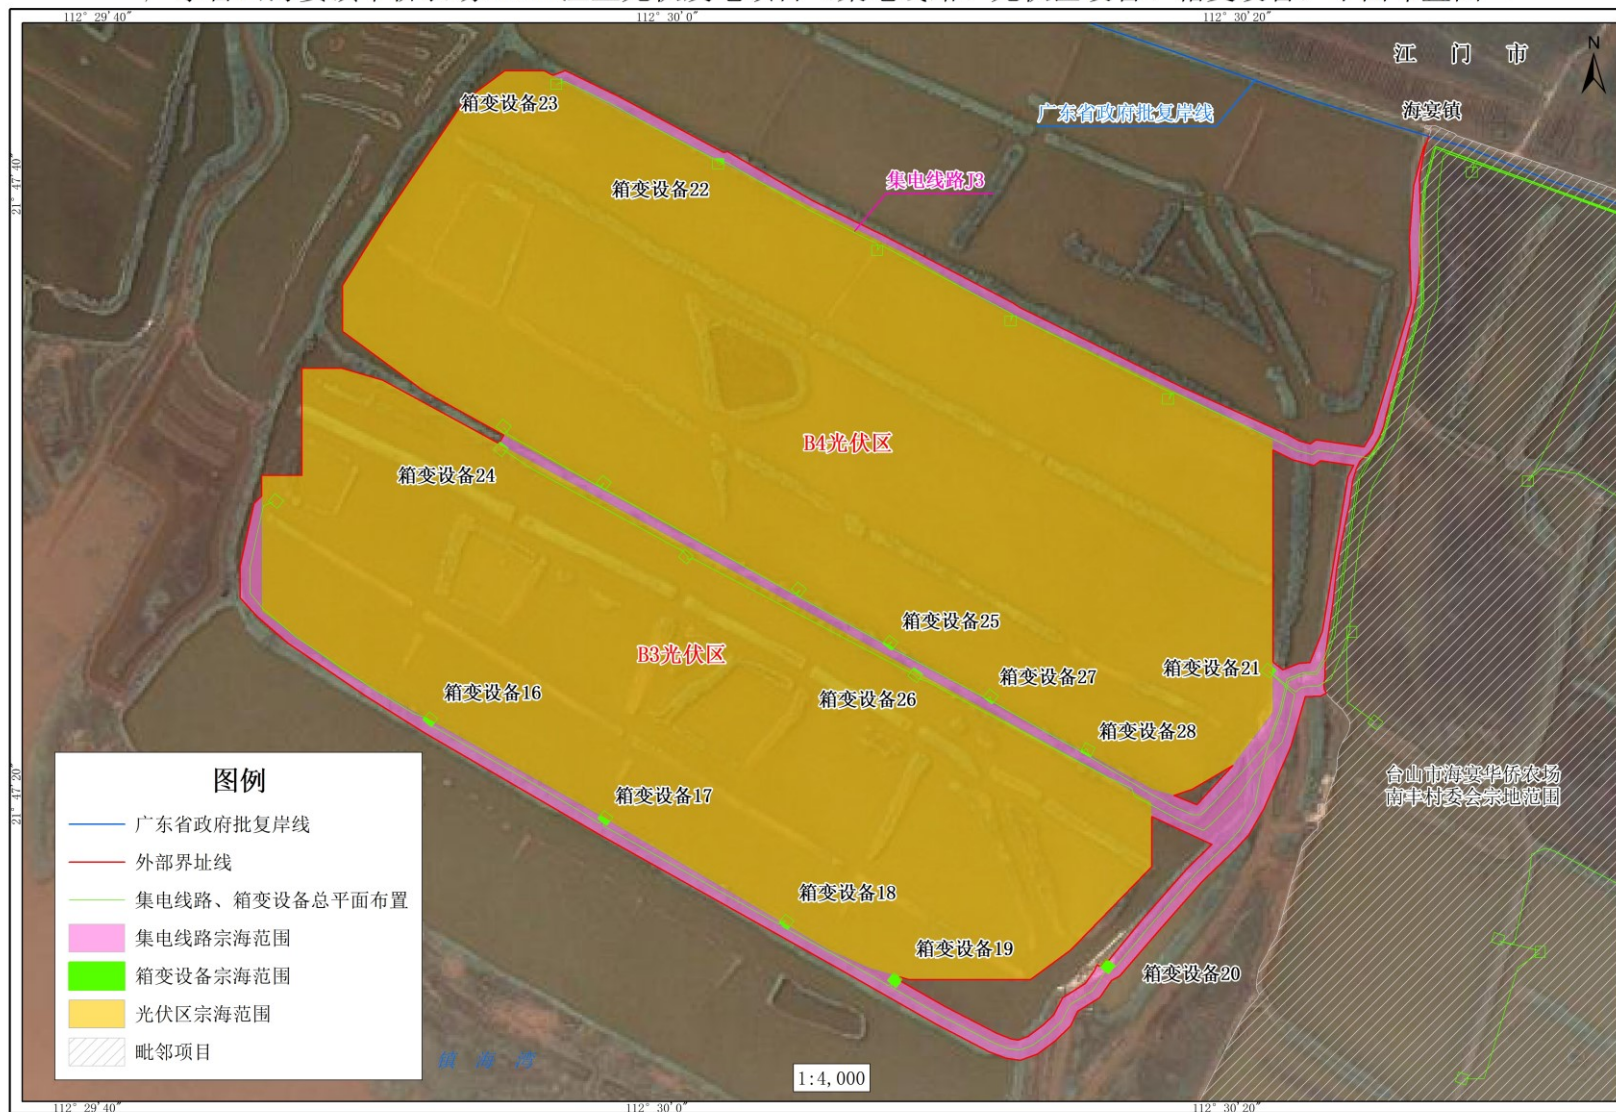 112° 29′40″
112° 30′0″
112° 30′20″
N
江 门 市
海宴镇
广东省政府批复岸线
箱变设备23
21° 47′40″
集电线路J3
箱变设备22
B4光伏区
箱变设备24
箱变设备25
B3光伏区
箱变设备21
箱变设备27
箱变设备16
箱变设备26
箱变设备28
台山市海宴华侨农场
南丰村委会宗地范围
21° 47′20″
箱变设备17
箱变设备18
箱变设备19
箱变设备20
图例
广东省政府批复岸线
外部界址线
集电线路、箱变设备总平面布置
集电线路宗海范围
箱变设备宗海范围
光伏区宗海范围
毗邻项目
镇 海 湾
1:4,000
112° 29′40″
112° 30′0″
112° 30′20″